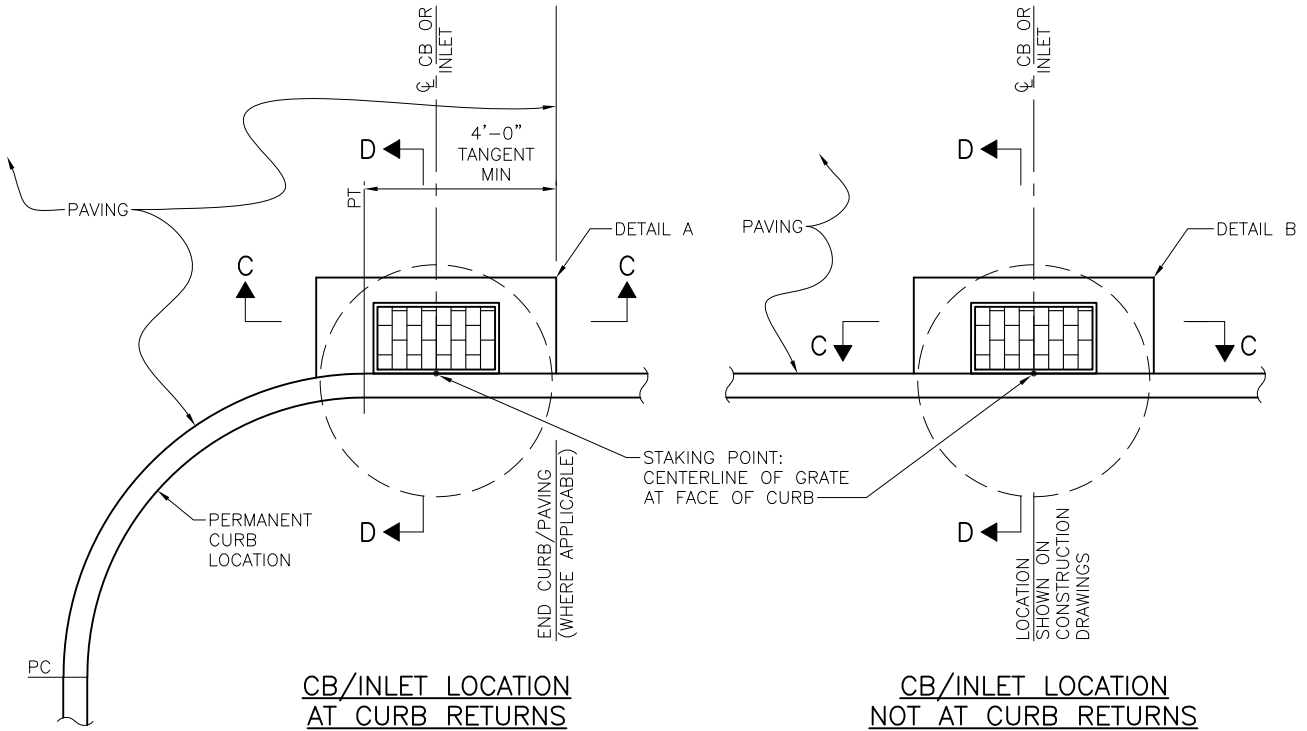 ℄ CB OR
INLET
4'-0"
TANGENT
MIN
D
PT
PAVING
DETAIL A
C
C
STAKING POINT:
CENTERLINE OF GRATE
AT FACE OF CURB
PERMANENT
CURB
LOCATION
D
END CURB/PAVING
(WHERE APPLICABLE)
PC
CB/INLET LOCATION
AT CURB RETURNS
℄ CB OR
INLET
D
PAVING
DETAIL B
C
C
D
LOCATION
SHOWN ON
CONSTRUCTION
DRAWINGS
CB/INLET LOCATION
NOT AT CURB RETURNS